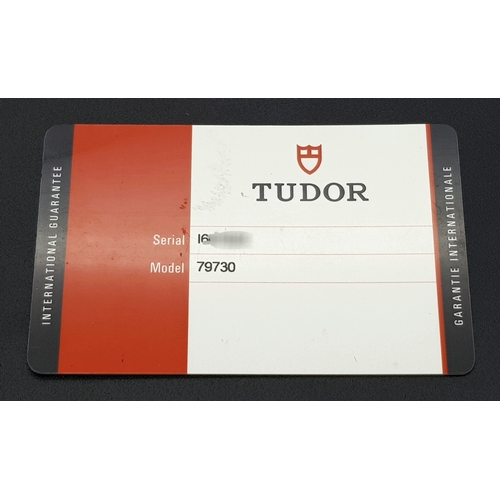 INTERNATIONAL GUARANTEE
TUDOR
Serial I6
Model 79730
GARANTIE INTERNATIONALE